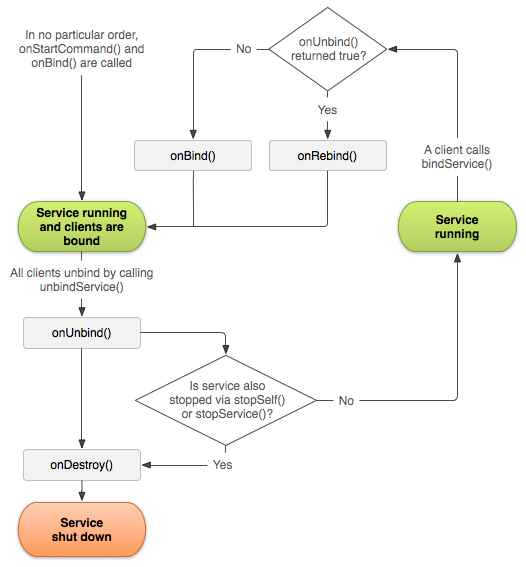 In no particular order,
onStartCommand() and
onBind() are called
onUnbind()
returned true?
No
Yes
onBind()
onRebind()
A client calls
bindService()
Service running
and clients are
bound
Service
running
All clients unbind by calling
unbindService()
onUnbind()
Is service also
stopped via stopSelf()
or stopService()?
No
Yes
onDestroy()
Service
shut down